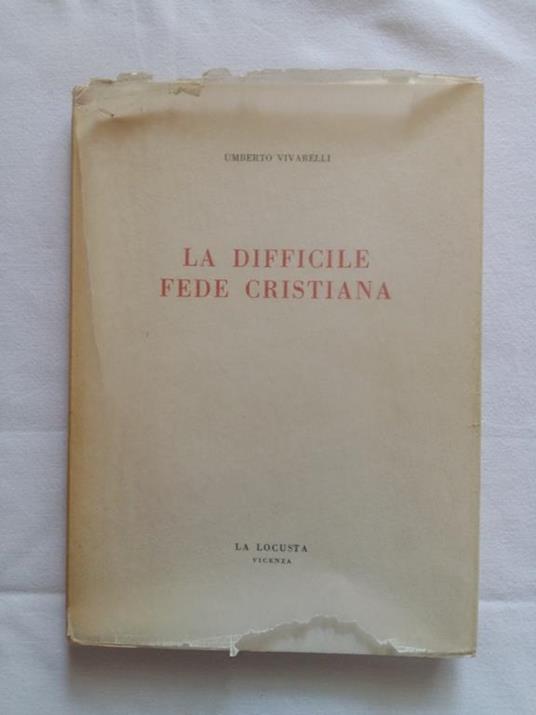 UMBERTO VIVARELLI
LA DIFFICILE
FEDE CRISTIANA
LA LOCUSTA
VICENZA